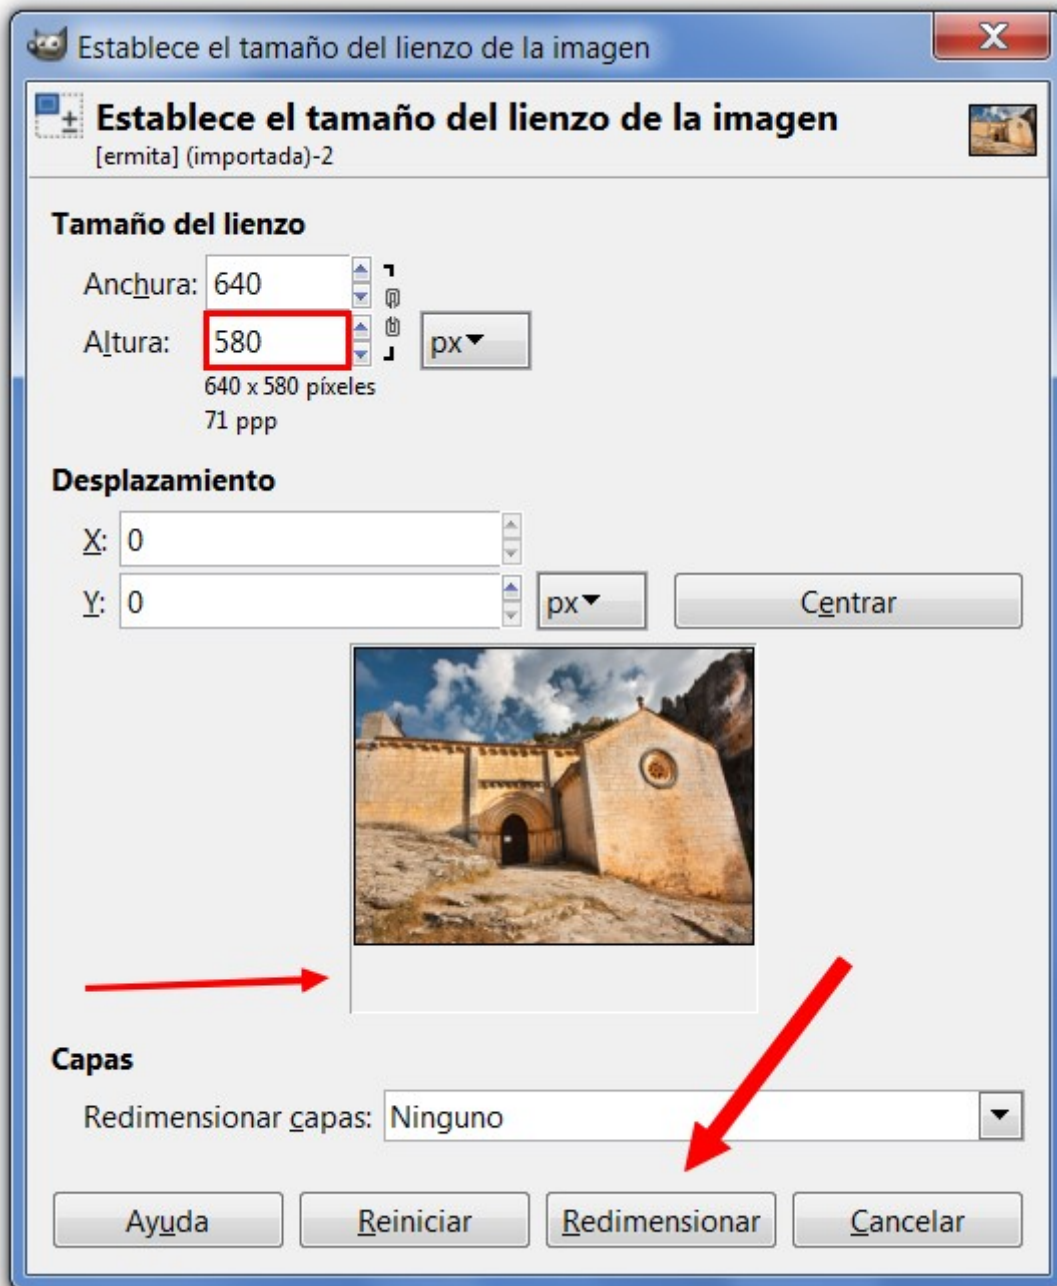 Establece el tamaño del lienzo de la imagen
X
Establece el tamaño del lienzo de la imagen
[ermita] (importada)-2
Tamaño del lienzo
Anchura: 640
Altura: 580 px
640 x 580 píxeles
71 ppp
Desplazamiento
X: 0
Y: 0 px Centrar
Capas
Redimensionar capas: Ninguno
Ayuda Reiniciar Redimensionar Cancelar